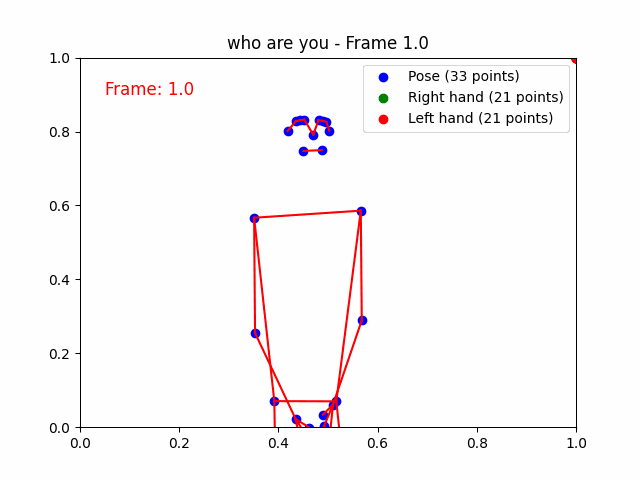 who are you - Frame 1.0
Frame: 1.0
Pose (33 points)
Right hand (21 points)
Left hand (21 points)
1.0
0.8
0.6
0.4
0.2
0.0
0.0 0.2 0.4 0.6 0.8 1.0